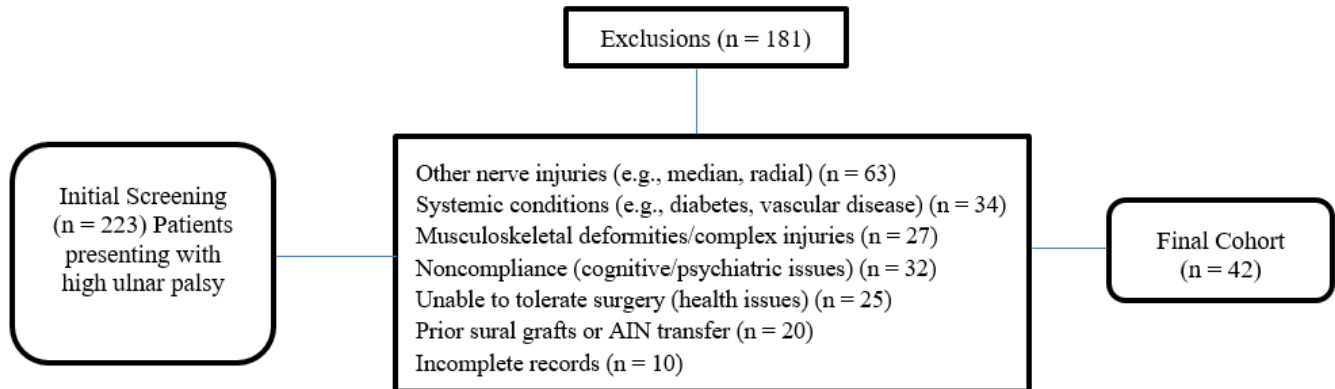 Exclusions (n = 181)
Initial Screening
(n = 223) Patients
presenting with
high ulnar palsy
Other nerve injuries (e.g., median, radial) (n = 63)
Systemic conditions (e.g., diabetes, vascular disease) (n = 34)
Musculoskeletal deformities/complex injuries (n = 27)
Noncompliance (cognitive/psychiatric issues) (n = 32)
Unable to tolerate surgery (health issues) (n = 25)
Prior sural grafts or AIN transfer (n = 20)
Incomplete records (n = 10)
Final Cohort
(n = 42)